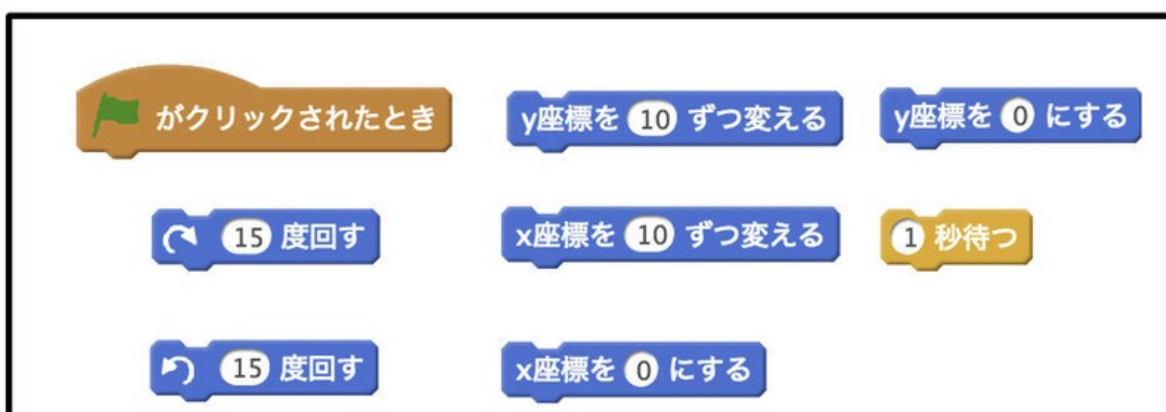 がクリックされたとき
y座標を 10 ずつ変える
y座標を 0 にする
15 度回す
x座標を 10 ずつ変える
1 秒待つ
15 度回す
x座標を 0 にする